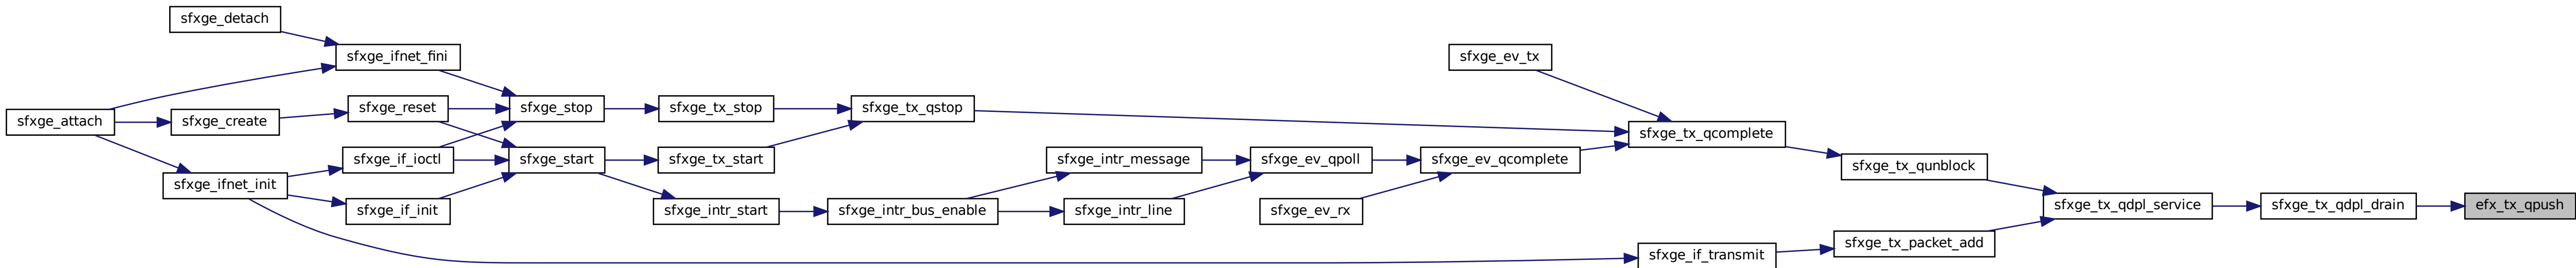 sfxge_detach
sfxge_ifnet_fini
sfxge_ev_tx
sfxge_reset
sfxge_stop
sfxge_tx_stop
sfxge_tx_qstop
sfxge_attach
sfxge_create
sfxge_tx_qcomplete
sfxge_if_ioctl
sfxge_start
sfxge_tx_start
sfxge_intr_message
sfxge_ev_qpoll
sfxge_ev_qcomplete
sfxge_tx_qunblock
sfxge_ifnet_init
sfxge_if_init
sfxge_intr_start
sfxge_intr_bus_enable
sfxge_intr_line
sfxge_ev_rx
sfxge_tx_qdpl_service
sfxge_tx_qdpl_drain
efx_tx_qpush
sfxge_tx_packet_add
sfxge_if_transmit